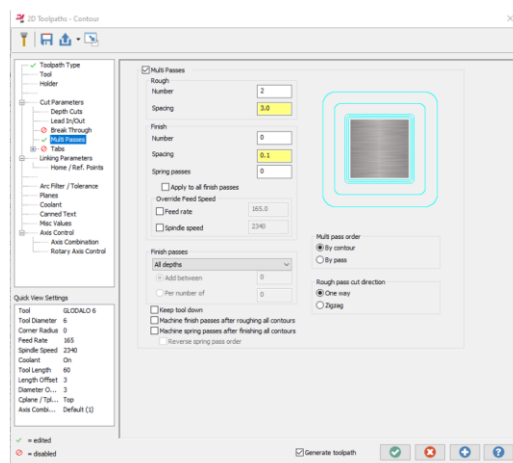 2D Toolpaths - Contour
Toolpath Type
Tool
Holder
Cut Parameters
Depth Cuts
Lead In/Out
Break Through
Multi Passes
Tabs
Linking Parameters
Home / Ref. Points
Arc Filter / Tolerance
Planes
Coolant
Canned Text
Misc Values
Axis Control
Axis Combination
Rotary Axis Control
Quick View Settings
Tool GLODALO 6
Tool Diameter 6
Corner Radius 0
Feed Rate 165
Spindle Speed 2340
Coolant On
Tool Length 60
Length Offset 3
Diameter O... 3
Cplane / Tpl... Top
Axis Combi... Default (1)
= edited
= disabled
Multi Passes
Rough
Number 2
Spacing 3.0
Finish
Number 0
Spacing 0.1
Spring passes 0
Apply to all finish passes
Override Feed Speed
Feed rate 165.0
Spindle speed 2340
Finish passes
All depths
Add between 0
Per number of 0
Keep tool down
Machine finish passes after roughing all contours
Machine spring passes after finishing all contours
Reverse spring pass order
Multi pass order
By contour
By pass
Rough pass cut direction
One way
Zigzag
Generate toolpath